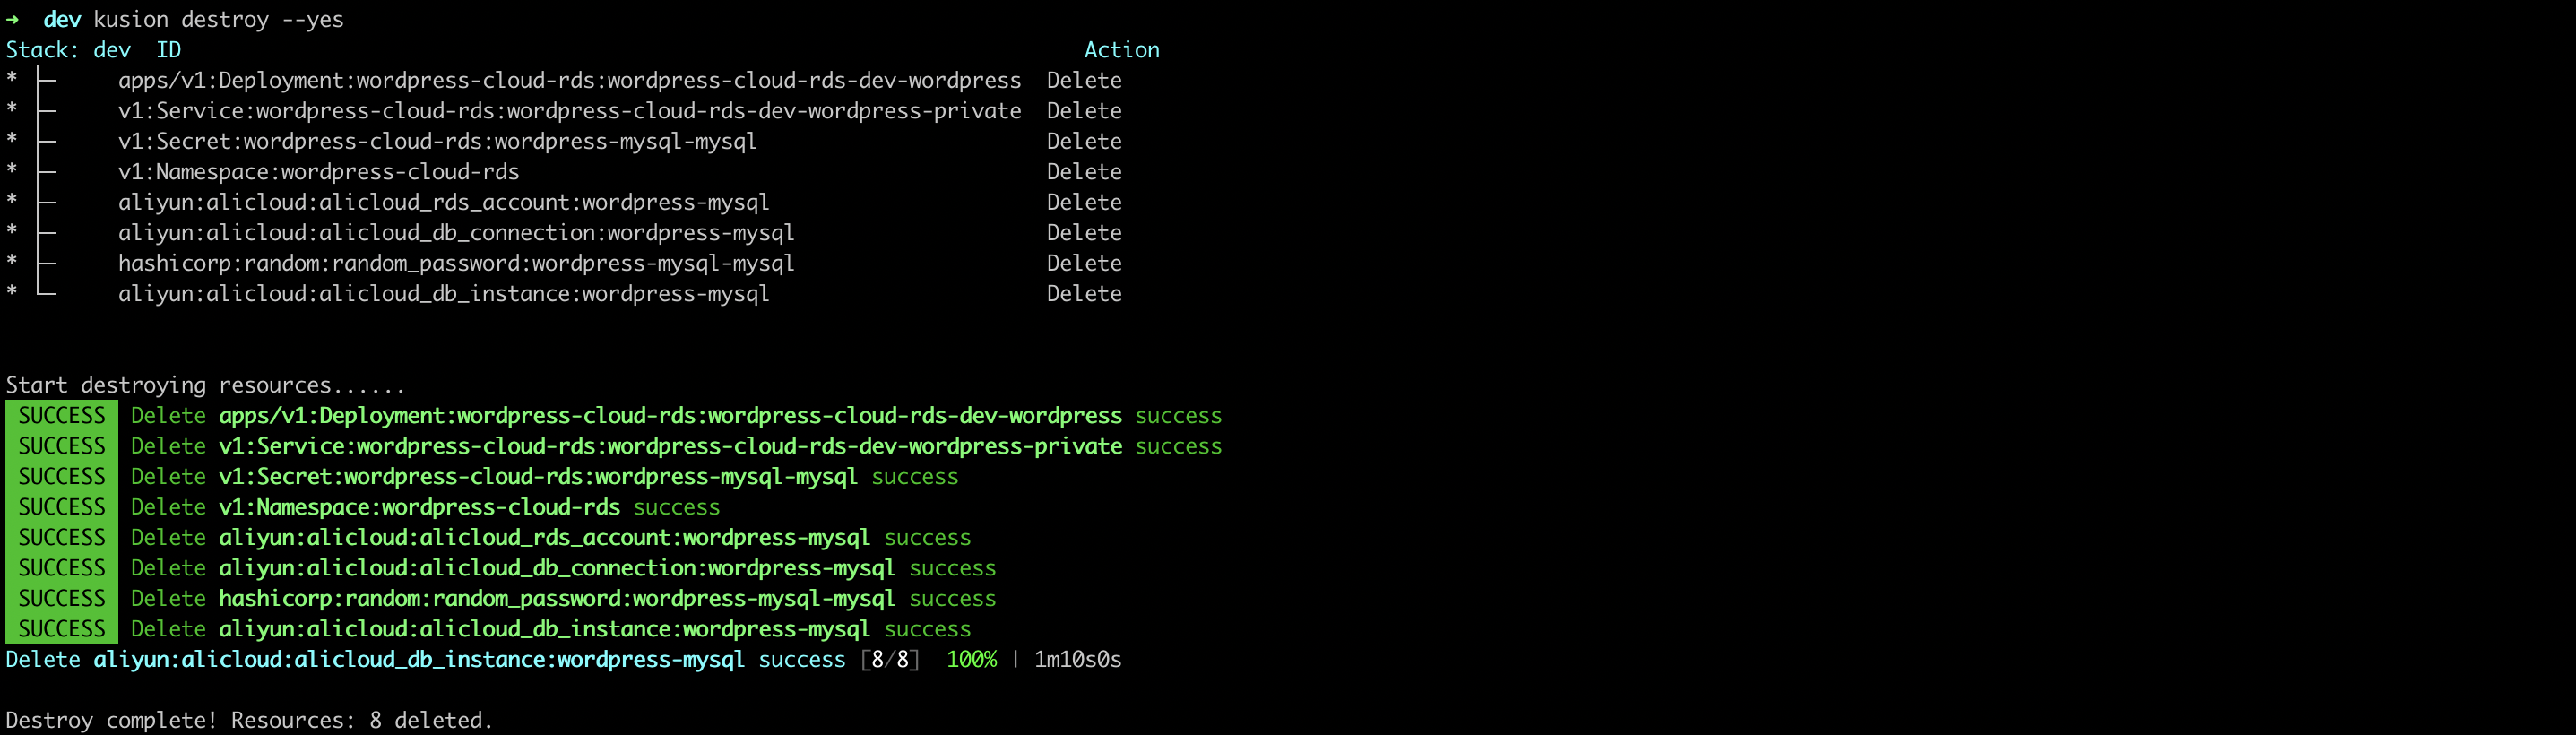 ➜  dev kusion destroy --yes
Stack: dev  ID                                                                        Action
* ├─     apps/v1:Deployment:wordpress-cloud-rds:wordpress-cloud-rds-dev-wordpress  Delete
* ├─     v1:Service:wordpress-cloud-rds:wordpress-cloud-rds-dev-wordpress-private  Delete
* ├─     v1:Secret:wordpress-cloud-rds:wordpress-mysql-mysql                       Delete
* ├─     v1:Namespace:wordpress-cloud-rds                                          Delete
* ├─     aliyun:alicloud:alicloud_rds_account:wordpress-mysql                      Delete
* ├─     aliyun:alicloud:alicloud_db_connection:wordpress-mysql                    Delete
* ├─     hashicorp:random:random_password:wordpress-mysql-mysql                    Delete
* └─     aliyun:alicloud:alicloud_db_instance:wordpress-mysql                      Delete
Start destroying resources......
SUCCESS  Delete apps/v1:Deployment:wordpress-cloud-rds:wordpress-cloud-rds-dev-wordpress success
SUCCESS  Delete v1:Service:wordpress-cloud-rds:wordpress-cloud-rds-dev-wordpress-private success
SUCCESS  Delete v1:Secret:wordpress-cloud-rds:wordpress-mysql-mysql success
SUCCESS  Delete v1:Namespace:wordpress-cloud-rds success
SUCCESS  Delete aliyun:alicloud:alicloud_rds_account:wordpress-mysql success
SUCCESS  Delete aliyun:alicloud:alicloud_db_connection:wordpress-mysql success
SUCCESS  Delete hashicorp:random:random_password:wordpress-mysql-mysql success
SUCCESS  Delete aliyun:alicloud:alicloud_db_instance:wordpress-mysql success
Delete aliyun:alicloud:alicloud_db_instance:wordpress-mysql success [8/8]  100% | 1m10s0s
Destroy complete! Resources: 8 deleted.